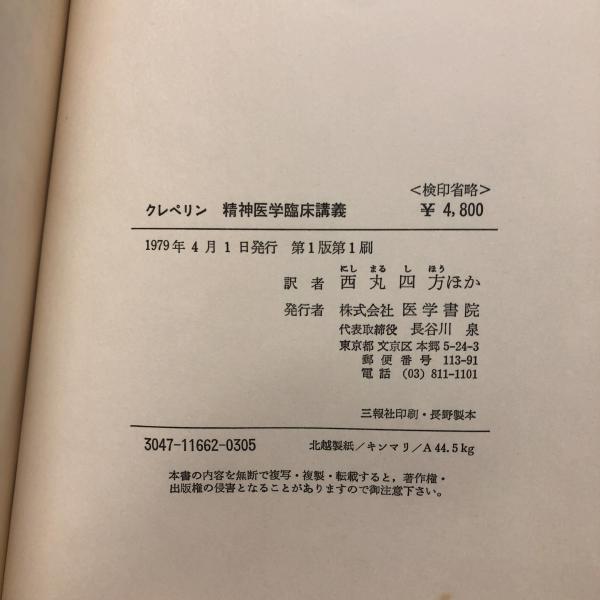 <検印省略>
クレペリン 精神医学臨床講義 ¥ 4,800
1979年4月1日発行 第1版第1刷
にし まる し ほう
訳者 西丸四方ほか
発行者 株式会社 医学書院
代表取締役 長谷川 泉
東京都文京区本郷5-24-3
郵便番号 113-91
電話 (03) 811-1101
三報社印刷・長野製本
3047-11662-0305 北越製紙/キンマリ/A 44.5kg
本書の内容を無断で複写・複製・転載すると,著作権・
出版権の侵害となることがありますので御注意下さい。